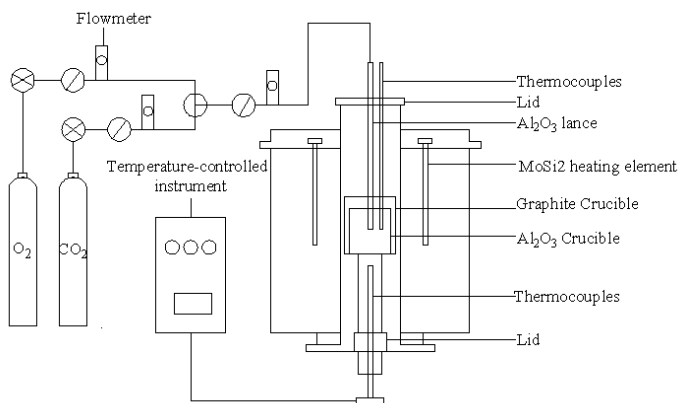 Flowmeter
Thermocouples
Lid
Al₂O₃ lance
Temperature-controlled
instrument
MoSi2 heating element
Graphite Crucible
Al₂O₃ Crucible
O₂
CO₂
Thermocouples
Lid